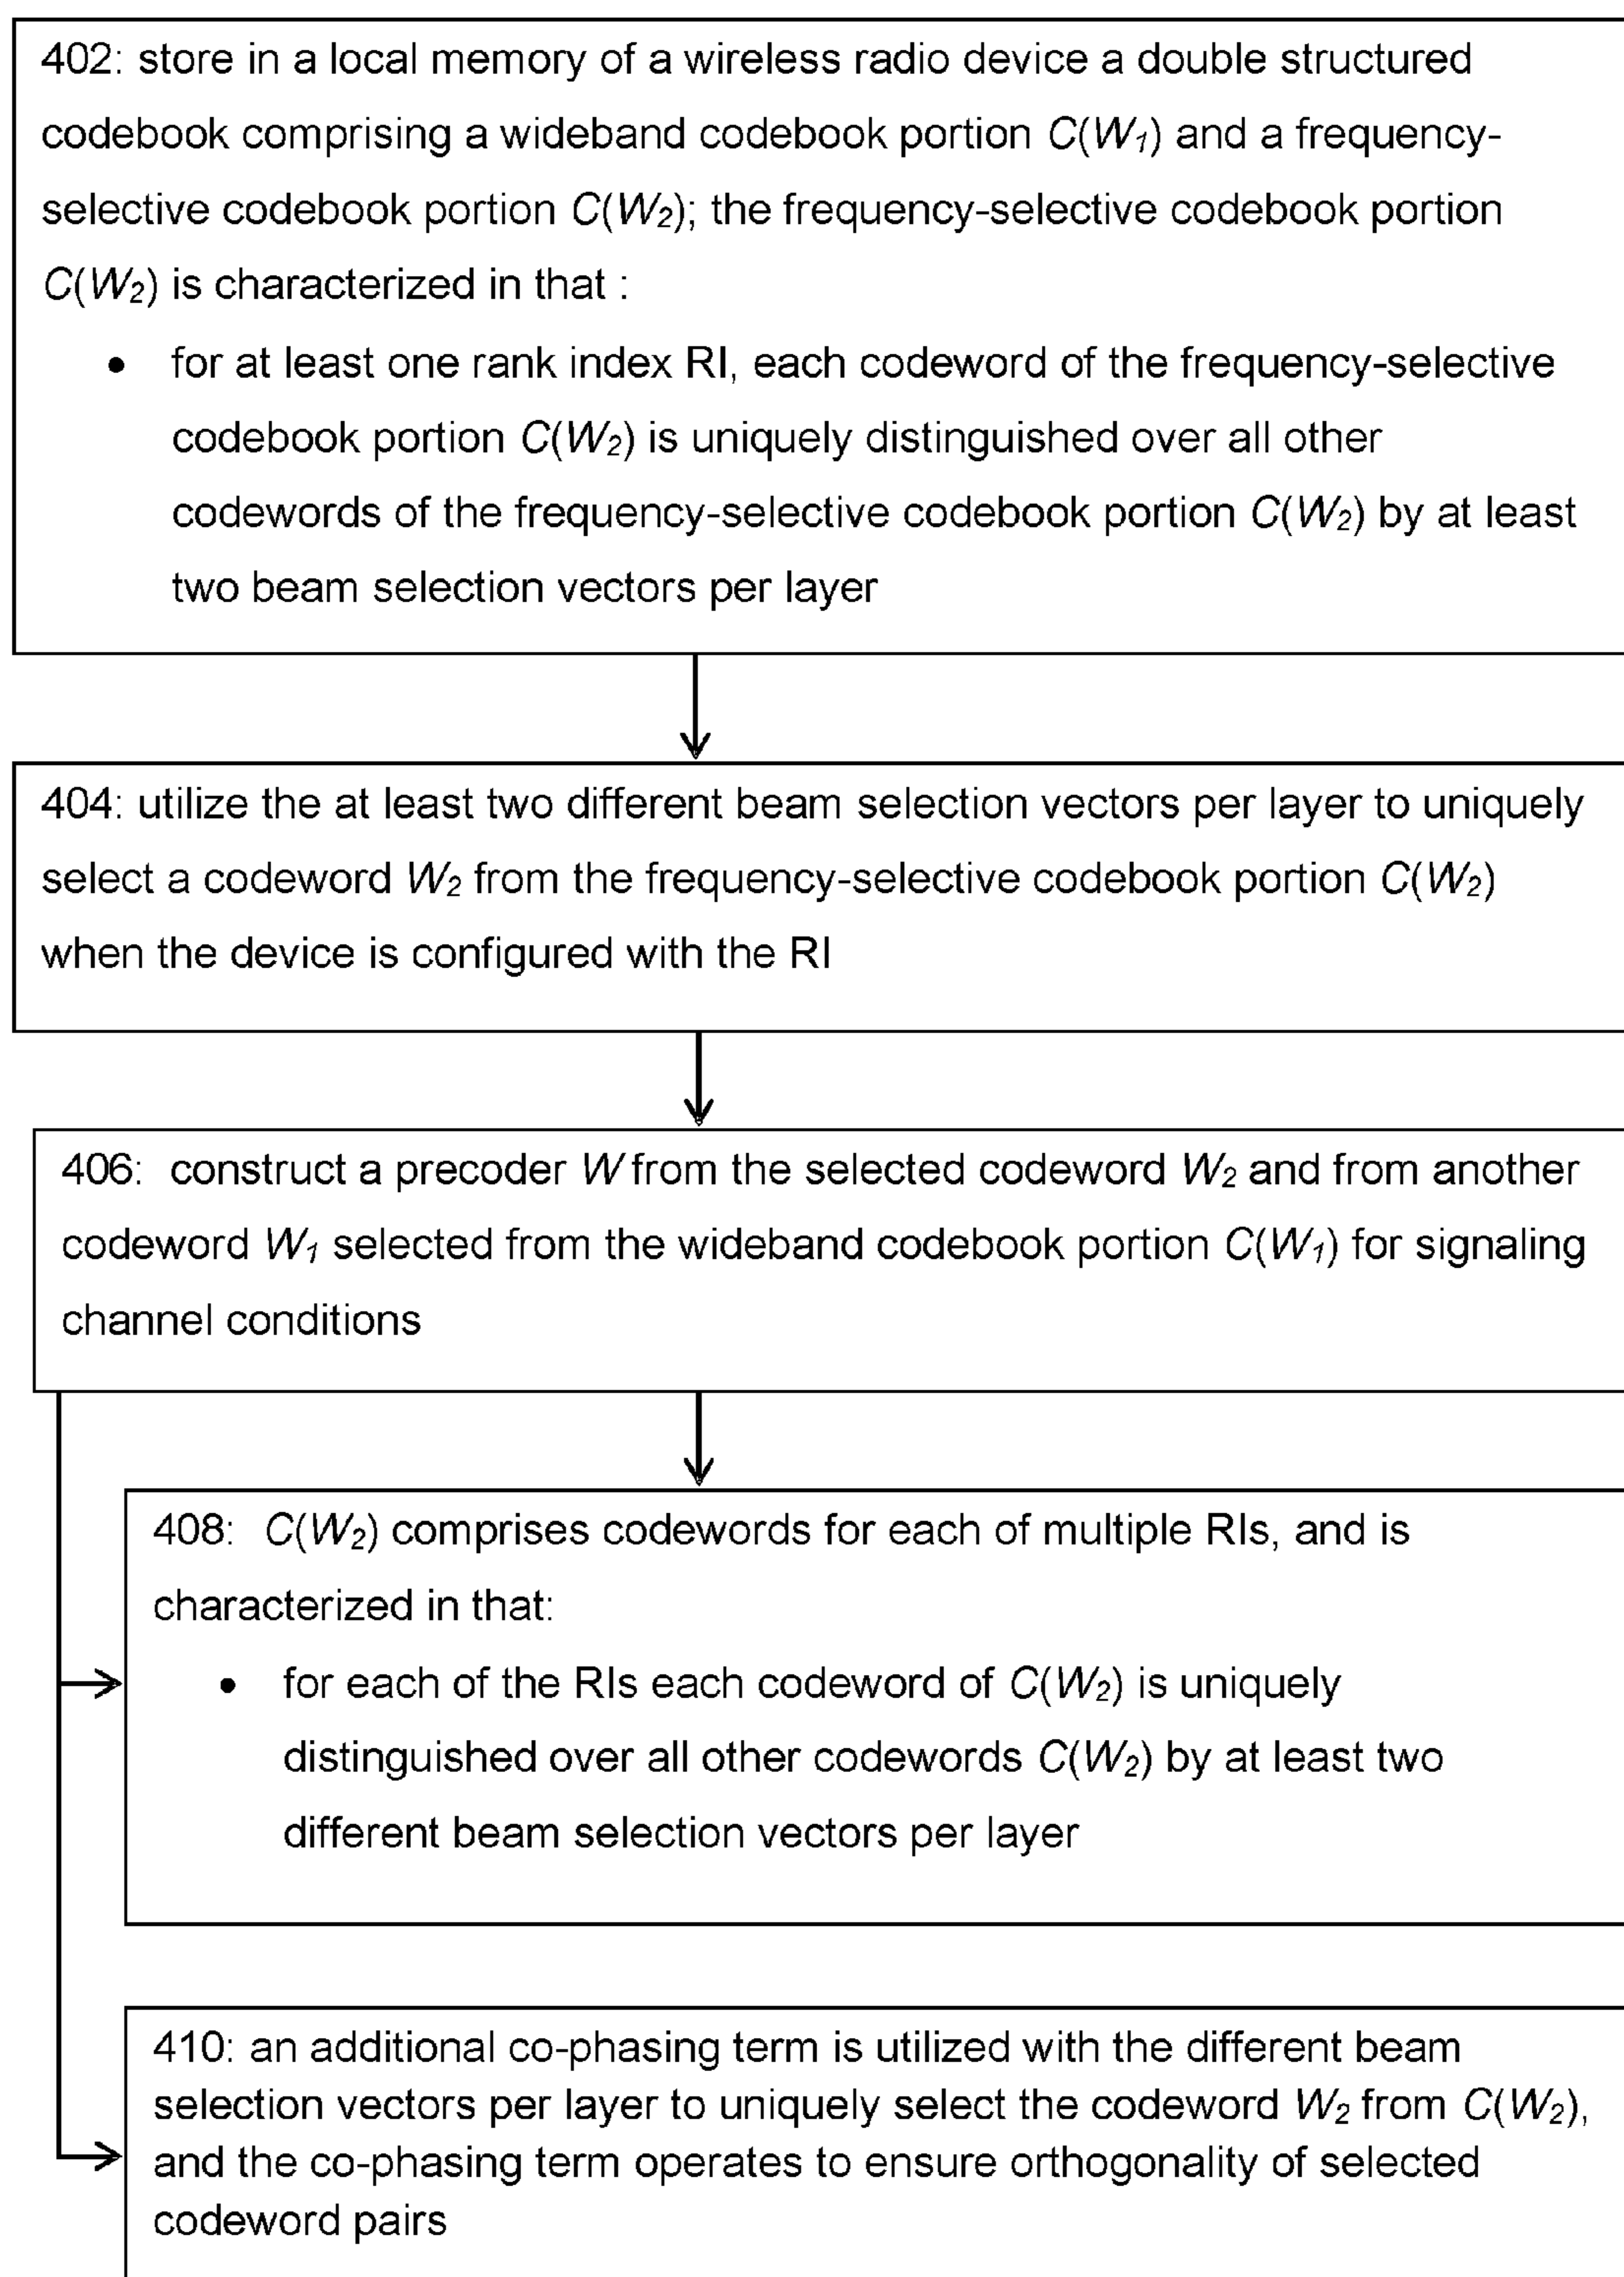 402: store in a local memory of a wireless radio device a double structured
codebook comprising a wideband codebook portion C(W1) and a frequency-
selective codebook portion C(W2); the frequency-selective codebook portion
C(W2) is characterized in that :
• for at least one rank index RI, each codeword of the frequency-selective
codebook portion C(W2) is uniquely distinguished over all other
codewords of the frequency-selective codebook portion C(W2) by at least
two beam selection vectors per layer
404: utilize the at least two different beam selection vectors per layer to uniquely
select a codeword W2 from the frequency-selective codebook portion C(W2)
when the device is configured with the RI
406: construct a precoder W from the selected codeword W2 and from another
codeword W1 selected from the wideband codebook portion C(W1) for signaling
channel conditions
408: C(W2) comprises codewords for each of multiple RIs, and is
characterized in that:
• for each of the RIs each codeword of C(W2) is uniquely
distinguished over all other codewords C(W2) by at least two
different beam selection vectors per layer
410: an additional co-phasing term is utilized with the different beam
selection vectors per layer to uniquely select the codeword W2 from C(W2),
and the co-phasing term operates to ensure orthogonality of selected
codeword pairs